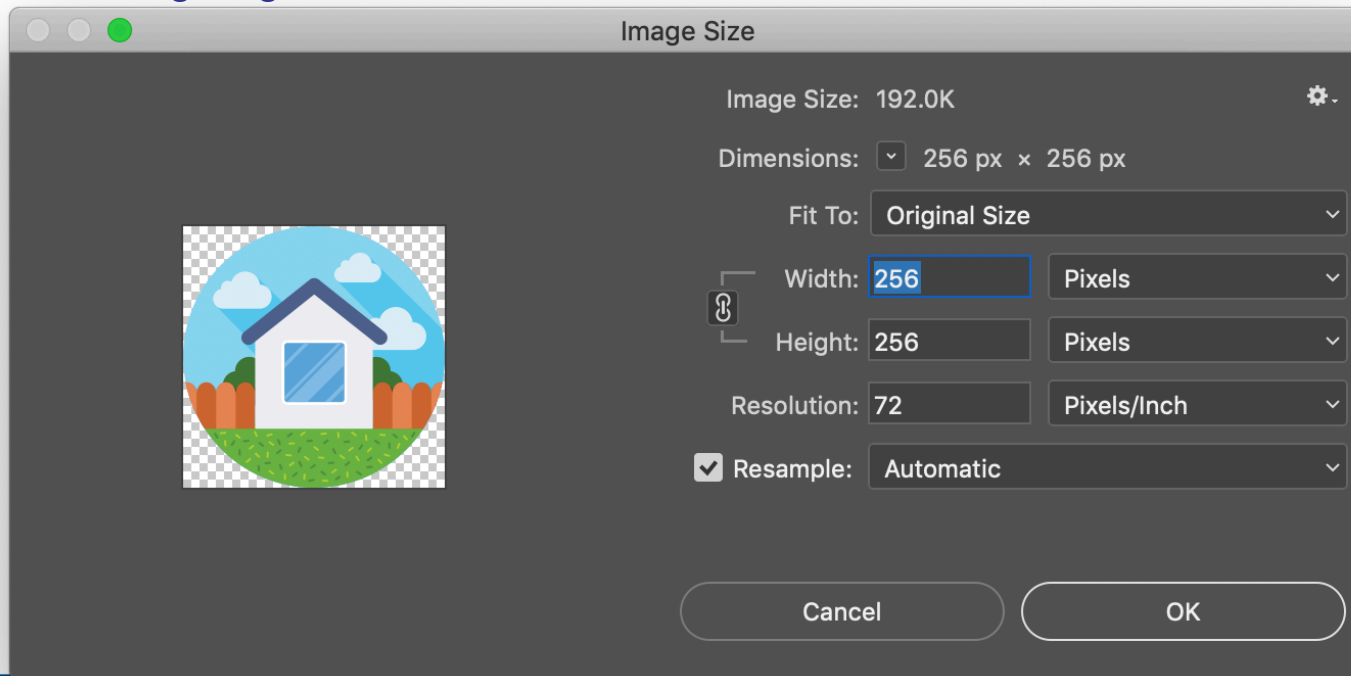 Image Size
Image Size: 192.0K
Dimensions: 256 px × 256 px
Fit To: Original Size
Width: 256 Pixels
Height: 256 Pixels
Resolution: 72 Pixels/Inch
Resample: Automatic
Cancel OK